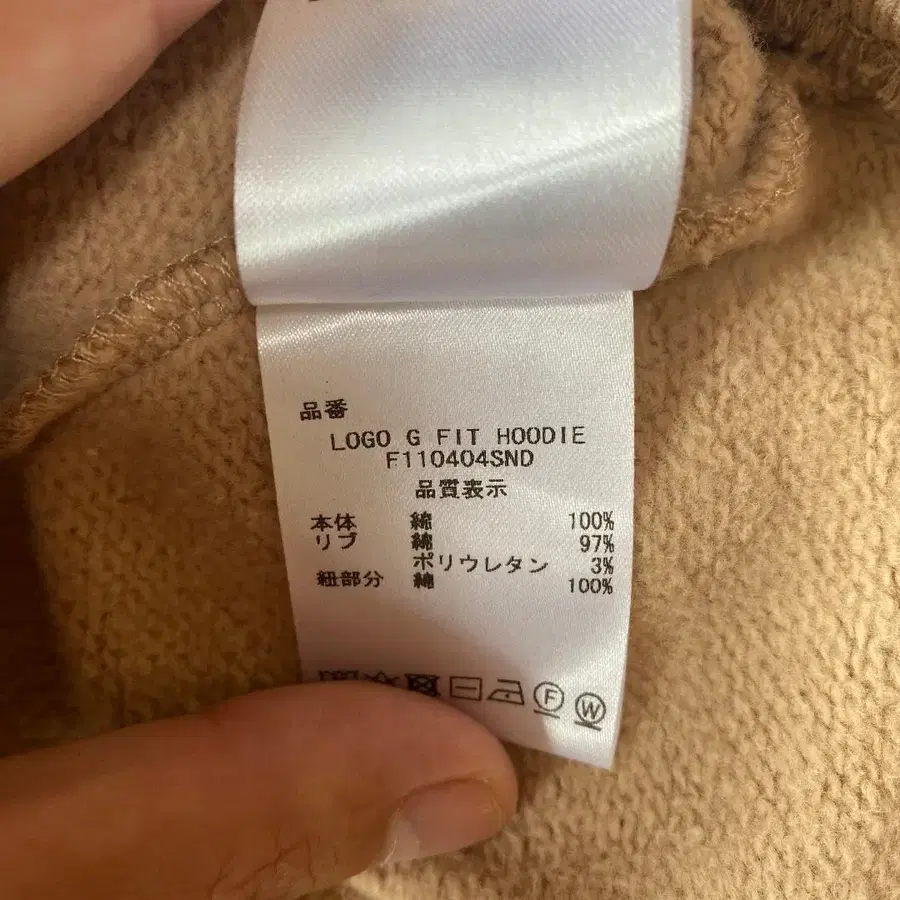 品番
LOGO G FIT HOODIE
F110404SND
品質表示
本体 綿 100%
リブ 綿 97%
ポリウレタン 3%
紐部分 綿 100%
F W